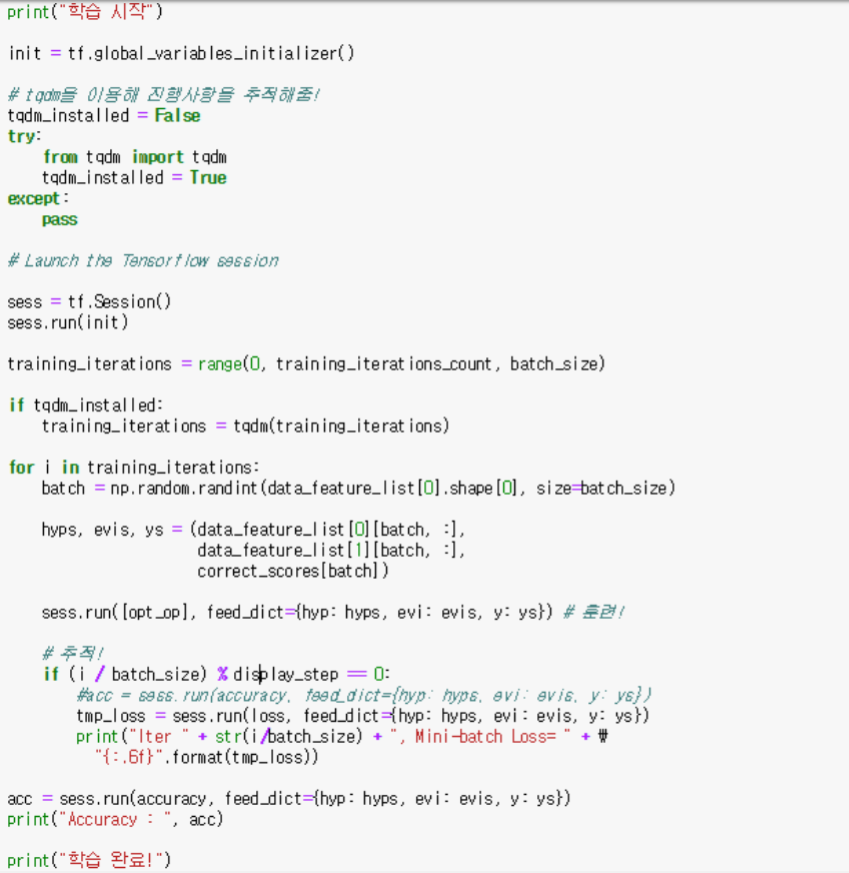 print("학습 시작")
init = tf.global_variables_initializer()
# tqdm을 이용해 진행사항을 추적해줌!
tqdm_installed = False
try:
    from tqdm import tqdm
    tqdm_installed = True
except:
    pass
# Launch the Tensorflow session
sess = tf.Session()
sess.run(init)
training_iterations = range(0, training_iterations_count, batch_size)
if tqdm_installed:
    training_iterations = tqdm(training_iterations)
for i in training_iterations:
    batch = np.random.randint(data_feature_list[0].shape[0], size=batch_size)
    hyps, evis, ys = (data_feature_list[0][batch, :],
                      data_feature_list[1][batch, :],
                      correct_scores[batch])
    sess.run([opt_op], feed_dict={hyp: hyps, evi: evis, y: ys}) # 훈련!
    # 추적!
    if (i / batch_size) % display_step == 0:
        #acc = sess.run(accuracy, feed_dict={hyp: hyps, evi: evis, y: ys})
        tmp_loss = sess.run(loss, feed_dict={hyp: hyps, evi: evis, y: ys})
        print("Iter " + str(i/batch_size) + ", Mini-batch Loss= " + ₩
          "{:.6f}".format(tmp_loss))
acc = sess.run(accuracy, feed_dict={hyp: hyps, evi: evis, y: ys})
print("Accuracy : ", acc)
print("학습 완료!")